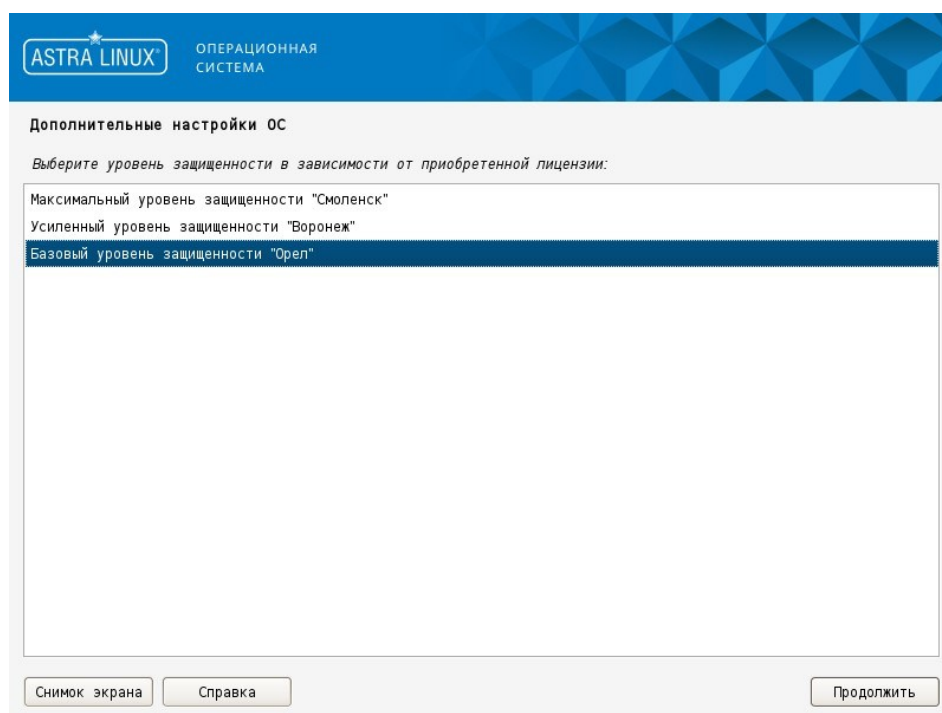 ASTRA LINUX®
ОПЕРАЦИОННАЯ
СИСТЕМА
Дополнительные настройки ОС
Выберите уровень защищенности в зависимости от приобретенной лицензии:
Максимальный уровень защищенности "Смоленск"
Усиленный уровень защищенности "Воронеж"
Базовый уровень защищенности "Орел"
Снимок экрана
Справка
Продолжить